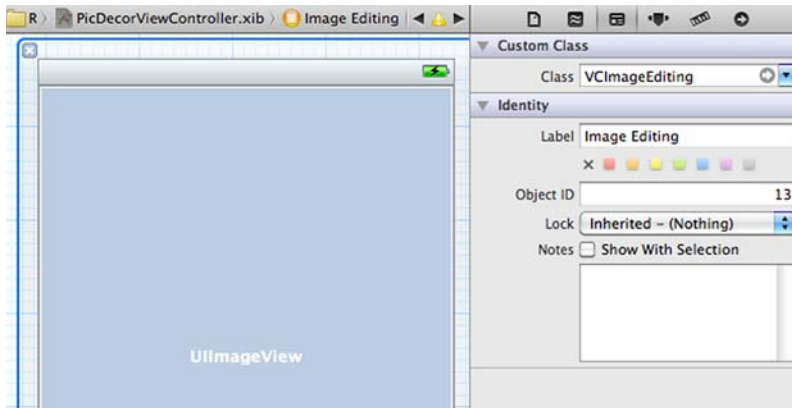 R PicDecorViewController.xib Image Editing
Custom Class
Class VCImageEditing
Identity
Label Image Editing
Object ID 13
Lock Inherited – (Nothing)
Notes Show With Selection
UIImageView